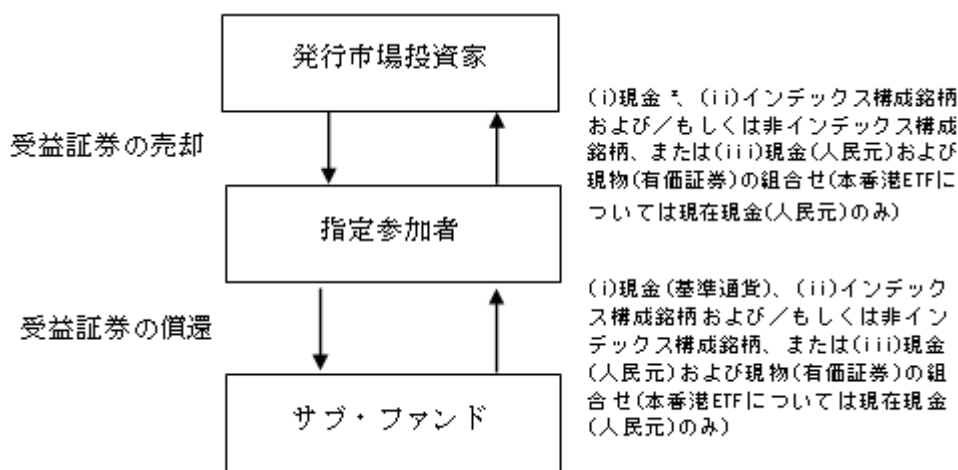 発行市場投資家
受益証券の売却
(i)現金*、(ii)インデックス構成銘柄
および／もしくは非インデックス構成
銘柄、または(iii)現金(人民元)および
現物(有価証券)の組合せ(本香港ETFに
ついては現在現金(人民元)のみ)
指定参加者
受益証券の償還
(i)現金(基準通貨)、(ii)インデック
ス構成銘柄および／もしくは非イン
デックス構成銘柄、または(iii)現金
(人民元)および現物(有価証券)の組
合せ(本香港ETFについては現在現金
(人民元)のみ)
サブ・ファンド